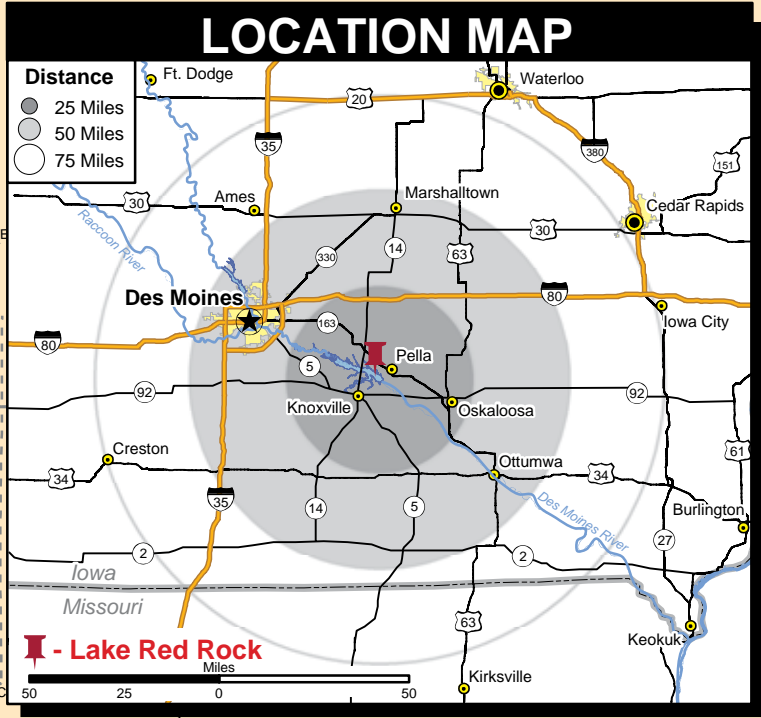 LOCATION MAP
Distance
25 Miles
50 Miles
75 Miles
Ft. Dodge
Waterloo
20
35
380
151
Ames
30
Marshalltown
Cedar Rapids
Raccoon River
330
14
63
30
Des Moines
80
163
Iowa City
80
5
Pella
92
Knoxville
Oskaloosa
92
Creston
34
Ottumwa
34
61
35
14
5
Des Moines River
Burlington
2
2
27
Iowa
Missouri
63
Keokuk
- Lake Red Rock
Miles
50 25 0 50
Kirksville